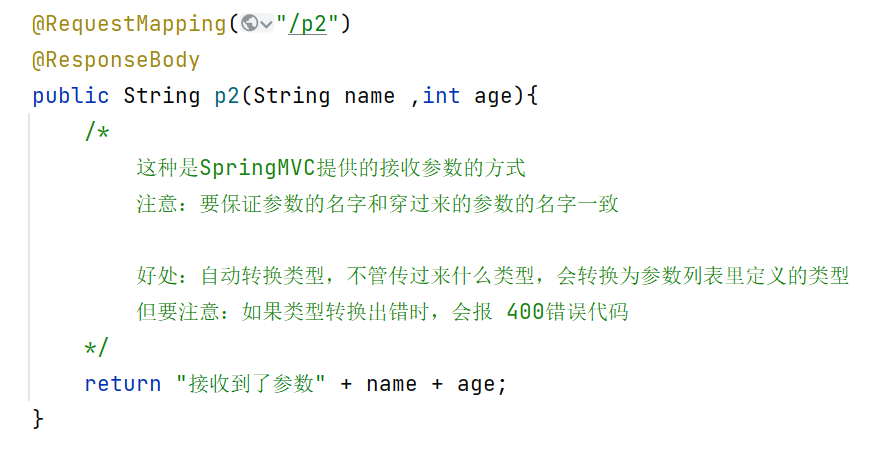 @RequestMapping("/p2")
@ResponseBody
public String p2(String name ,int age){
/*
这种是SpringMVC提供的接收参数的方式
注意：要保证参数的名字和穿过来的参数的名字一致
好处：自动转换类型，不管传过来什么类型，会转换为参数列表里定义的类型
但要注意：如果类型转换出错时，会报 400错误代码
*/
return "接收到了参数" + name + age;
}